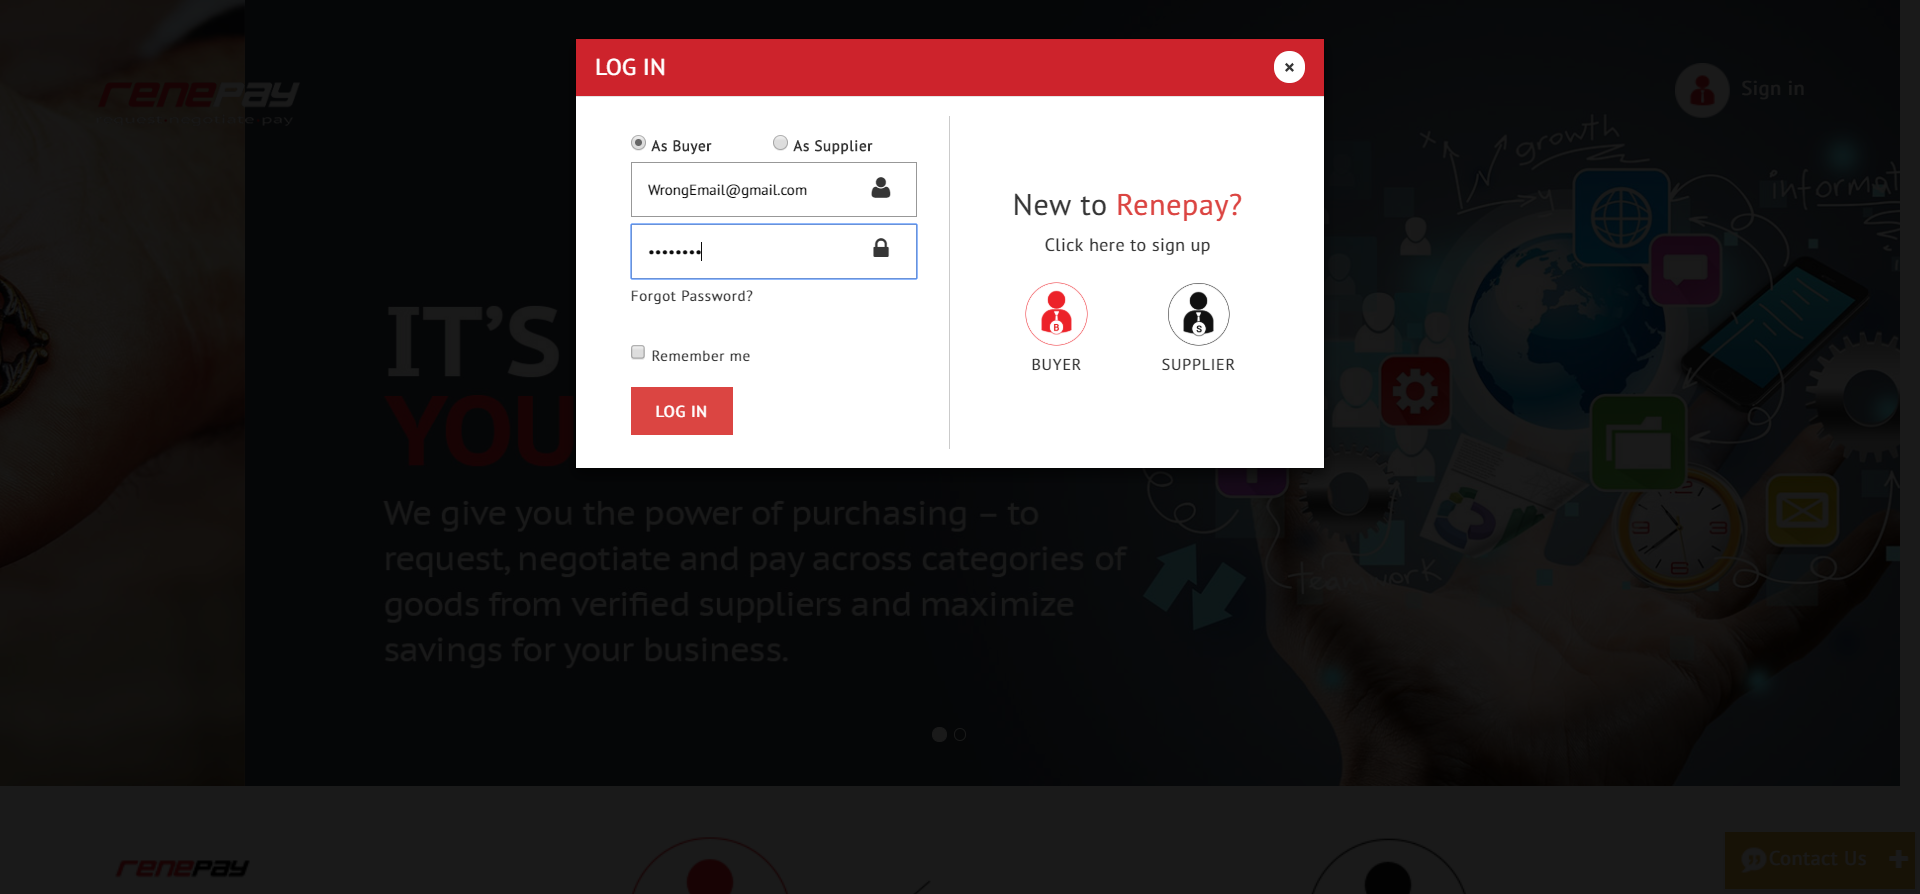 LOG IN
renepay
Sign in
As Buyer
As Supplier
WrongEmail@gmail.com
••••••••
Forgot Password?
Remember me
LOG IN
New to Renepay?
Click here to sign up
B
S
BUYER
SUPPLIER
growth
informat
IT'S
YOU
We give you the power of purchasing – to
request, negotiate and pay across categories of
goods from verified suppliers and maximize
savings for your business.
teamwork
renepay
Contact Us